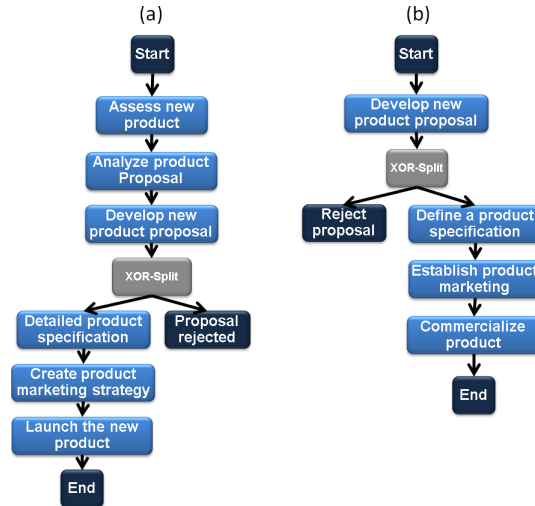 (a)
Start
Assess new
product
Analyze product
Proposal
Develop new
product proposal
XOR-Split
Detailed product
specification
Proposal
rejected
Create product
marketing strategy
Launch the new
product
End
(b)
Start
Develop new
product proposal
XOR-Split
Reject
proposal
Define a product
specification
Establish product
marketing
Commercialize
product
End